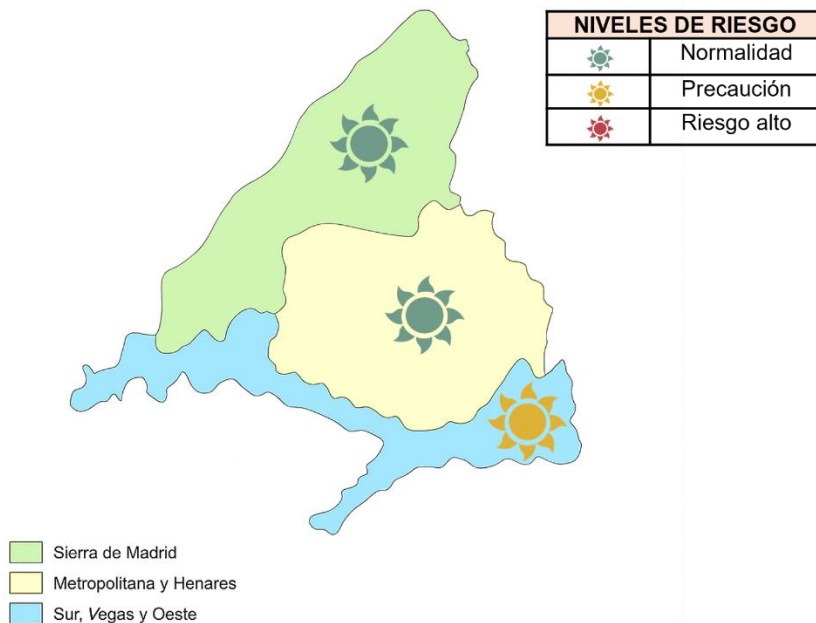 NIVELES DE RIESGO
Normalidad
Precaución
Riesgo alto
Sierra de Madrid
Metropolitana y Henares
Sur, Vegas y Oeste